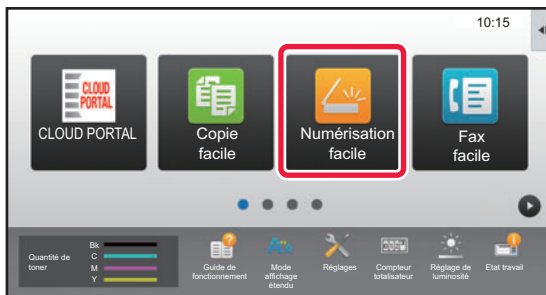 10:15
CLOUD
PORTAL
CLOUD PORTAL
Copie
facile
Numérisation
facile
Fax
facile
Quantité de
toner
Bk
C
M
Y
Guide de
fonctionnement
Mode
affichage
étendu
Réglages
Compteur
totalisateur
Réglage de
luminosité
Etat travail